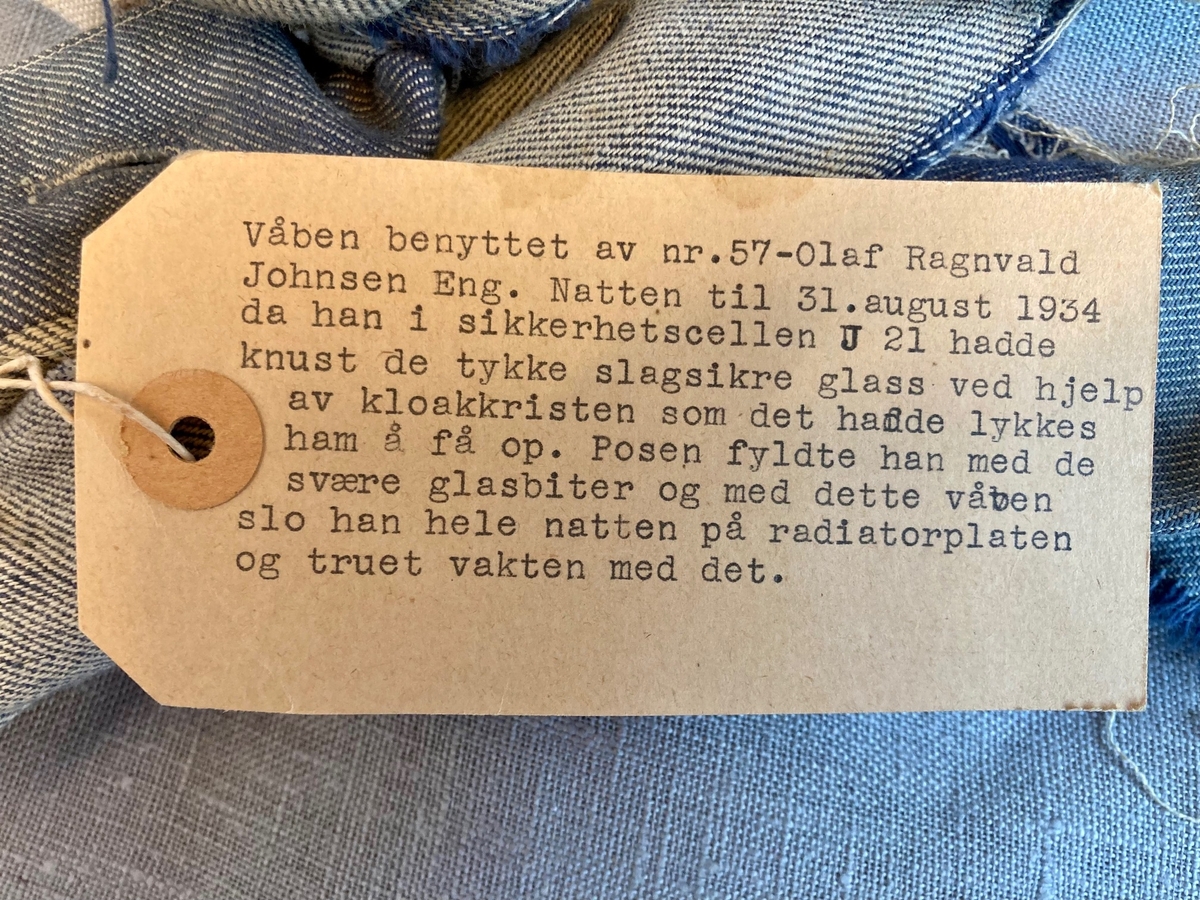 Våben benyttet av nr.57-Olaf Ragnvald
Johnsen Eng. Natten til 31.august 1934
da han i sikkerhetscellen U 21 hadde
knust de tykke slagsikre glass ved hjelp
av kloakkristen som det hadde lykkes
ham å få op. Posen fyldte han med de
svære glasbiter og med dette våben
slo han hele natten på radiatorplaten
og truet vakten med det.